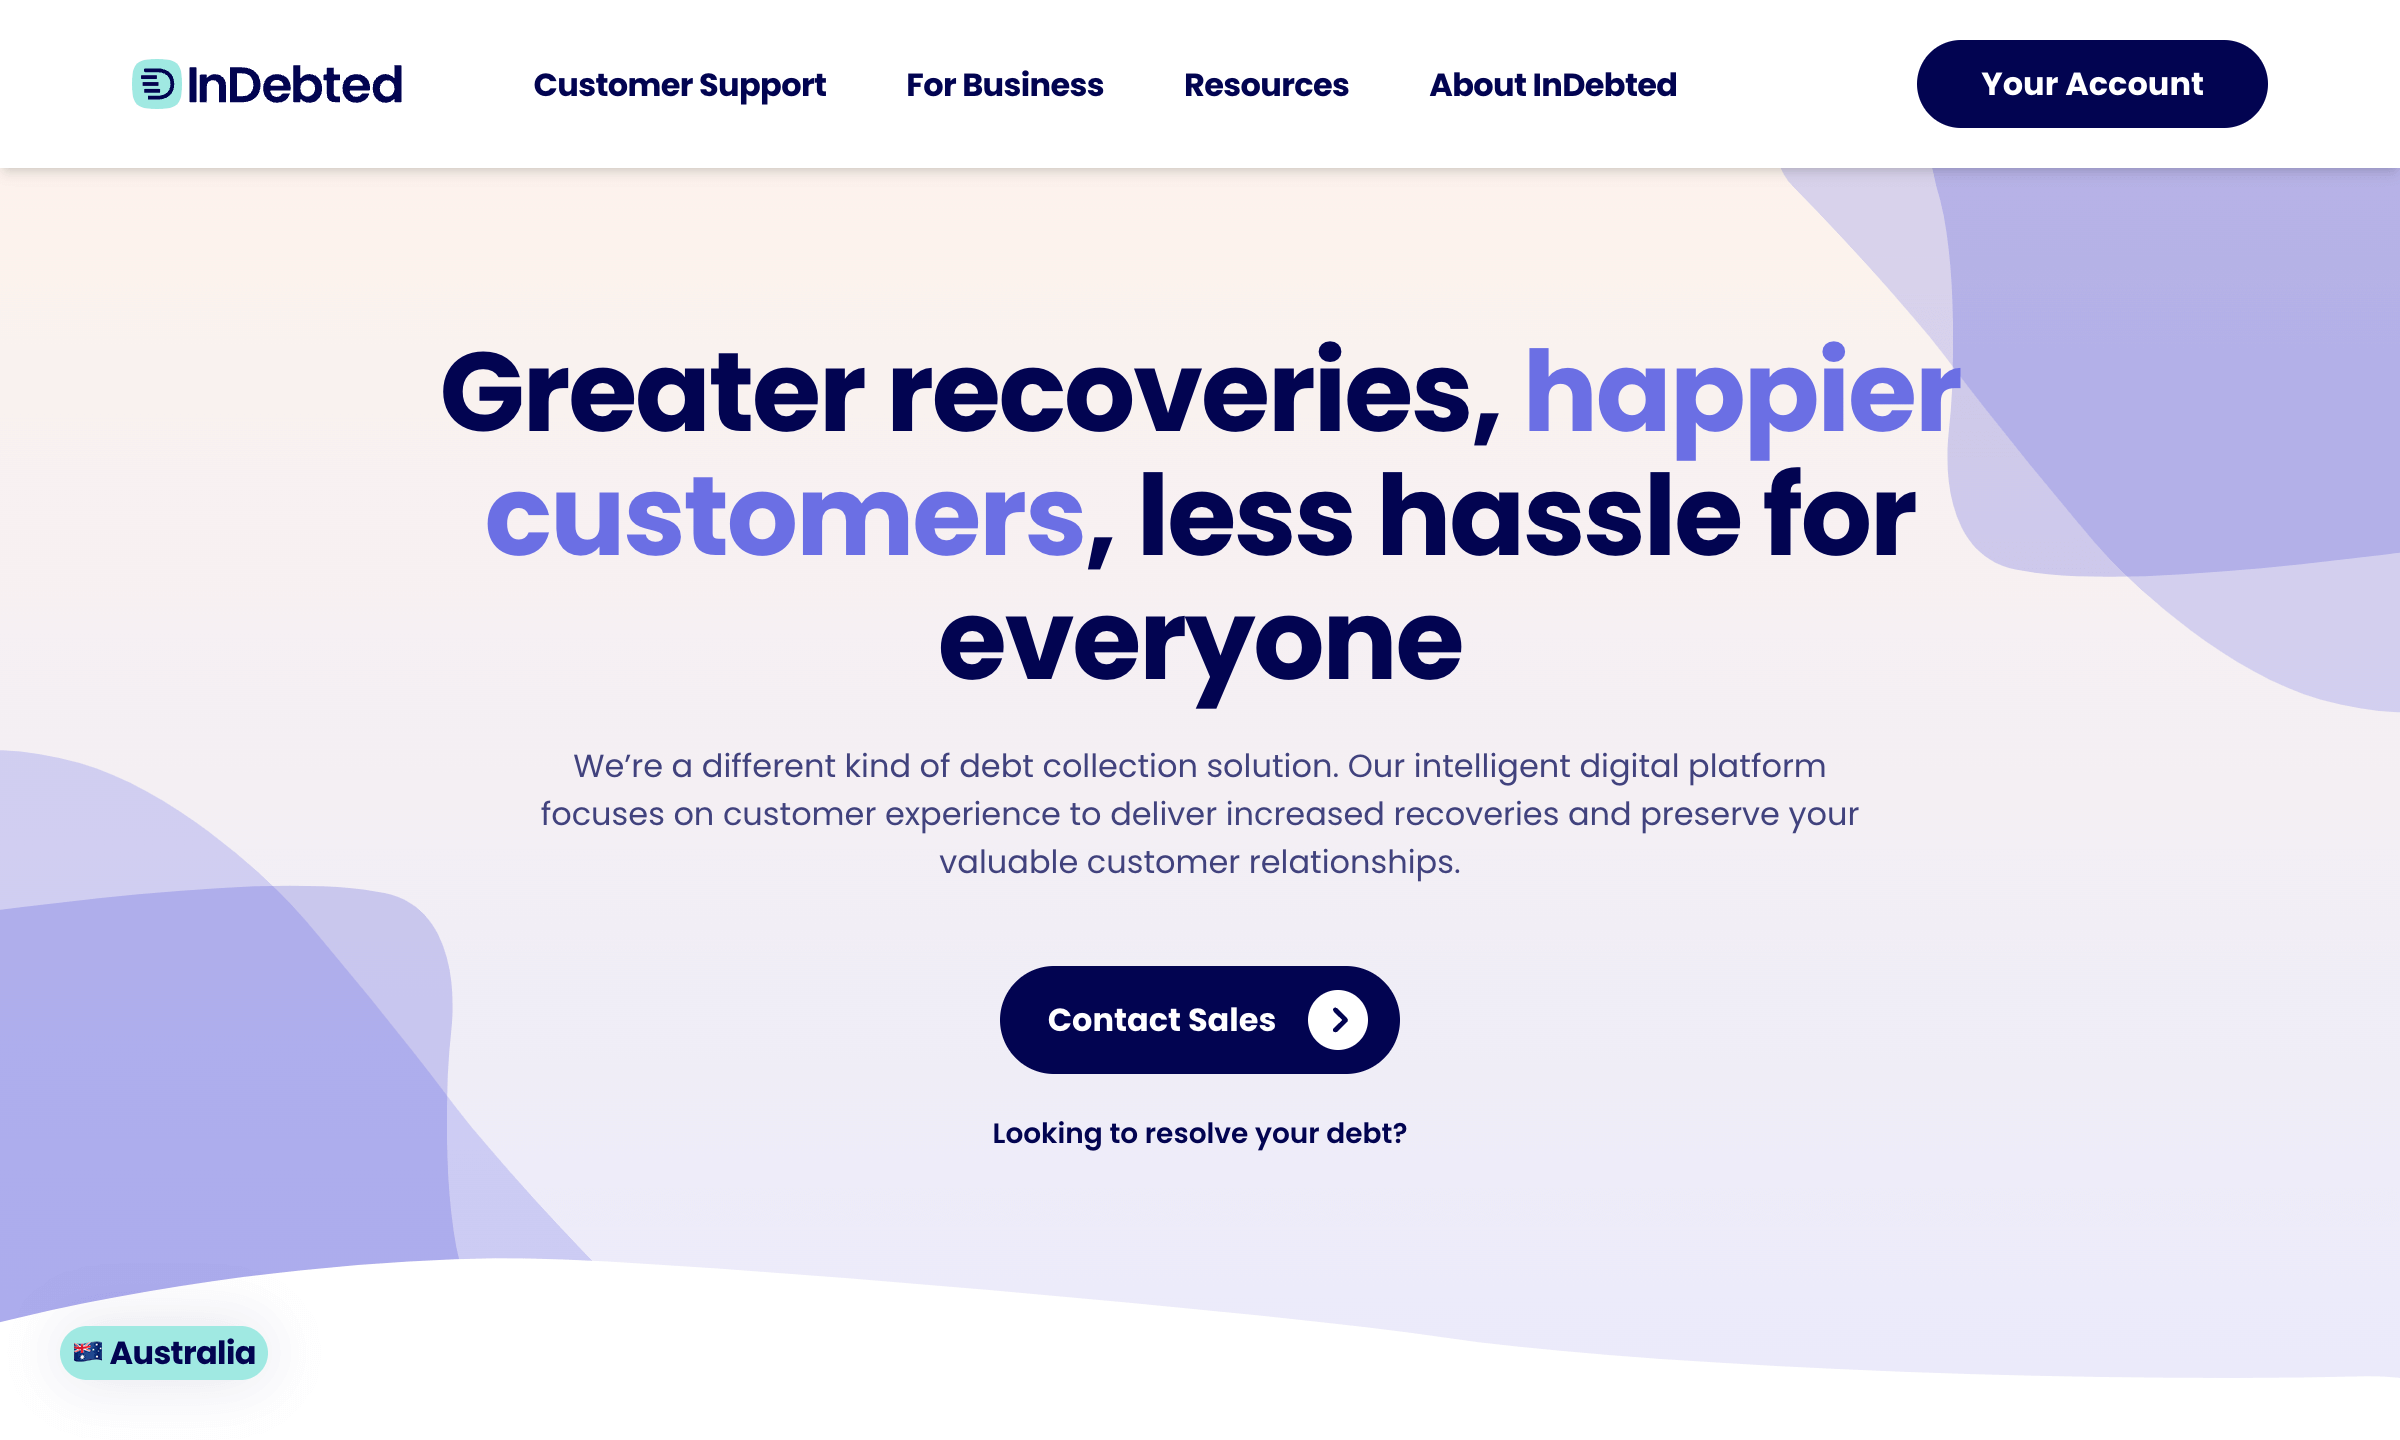 InDebted
Customer Support
For Business
Resources
About InDebted
Your Account
Greater recoveries, happier
customers, less hassle for
everyone
We’re a different kind of debt collection solution. Our intelligent digital platform
focuses on customer experience to deliver increased recoveries and preserve your
valuable customer relationships.
Contact Sales
Looking to resolve your debt?
Australia